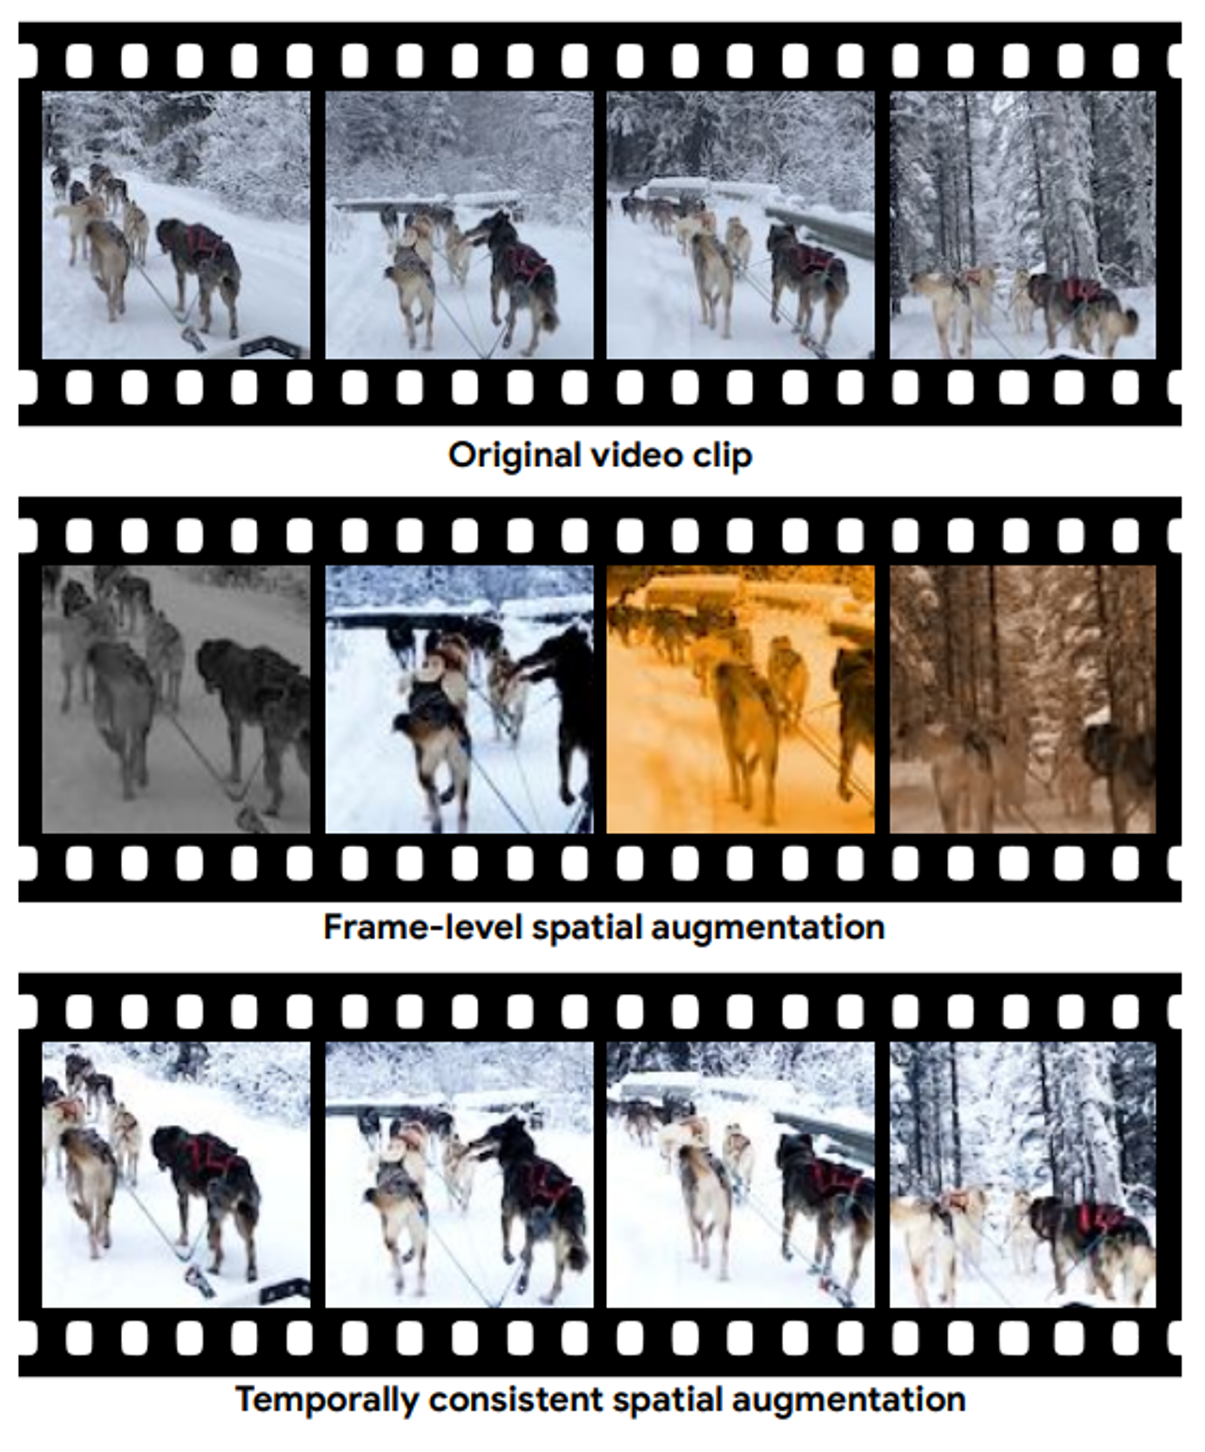 Original video clip
Frame-level spatial augmentation
Temporally consistent spatial augmentation